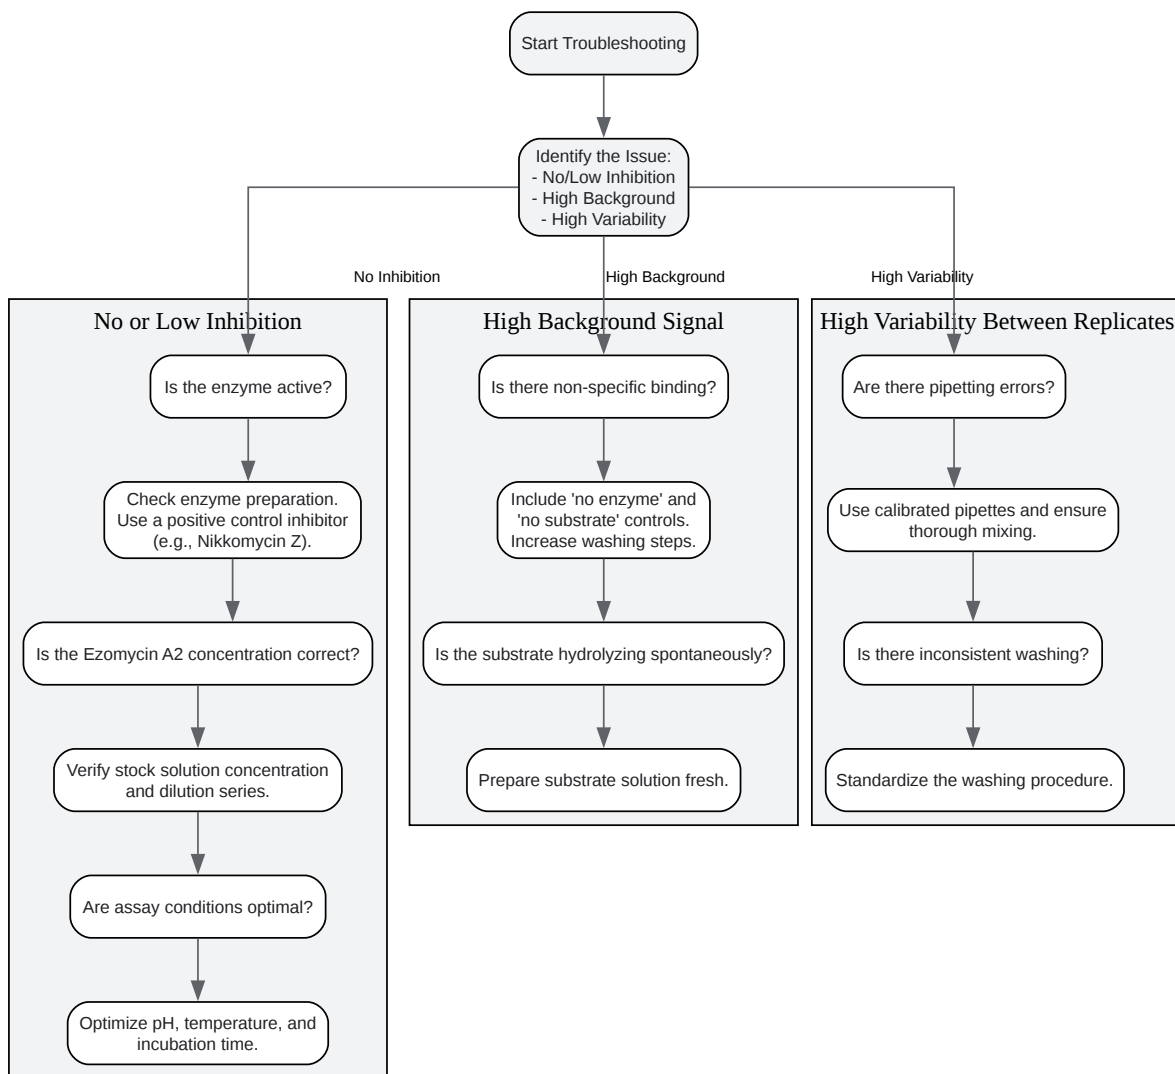 Start Troubleshooting
Identify the Issue:
- No/Low Inhibition
- High Background
- High Variability
No Inhibition
High Background
High Variability
No or Low Inhibition
Is the enzyme active?
Check enzyme preparation.
Use a positive control inhibitor
(e.g., Nikkomycin Z).
Is the Ezomycin A2 concentration correct?
Verify stock solution concentration
and dilution series.
Are assay conditions optimal?
Optimize pH, temperature, and
incubation time.
High Background Signal
Is there non-specific binding?
Include 'no enzyme' and
'no substrate' controls.
Increase washing steps.
Is the substrate hydrolyzing spontaneously?
Prepare substrate solution fresh.
High Variability Between Replicates
Are there pipetting errors?
Use calibrated pipettes and ensure
thorough mixing.
Is there inconsistent washing?
Standardize the washing procedure.